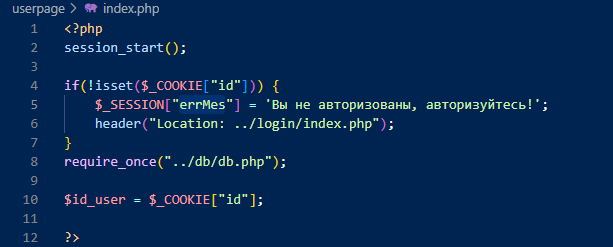 userpage > index.php
1 <?php
2 session_start();
3
4 if(!isset($_COOKIE["id"])) {
5 $_SESSION["errMes"] = 'Вы не авторизованы, авторизуйтесь!';
6 header("Location: ../login/index.php");
7 }
8 require_once("../db/db.php");
9
10 $id_user = $_COOKIE["id"];
11
12 ?>